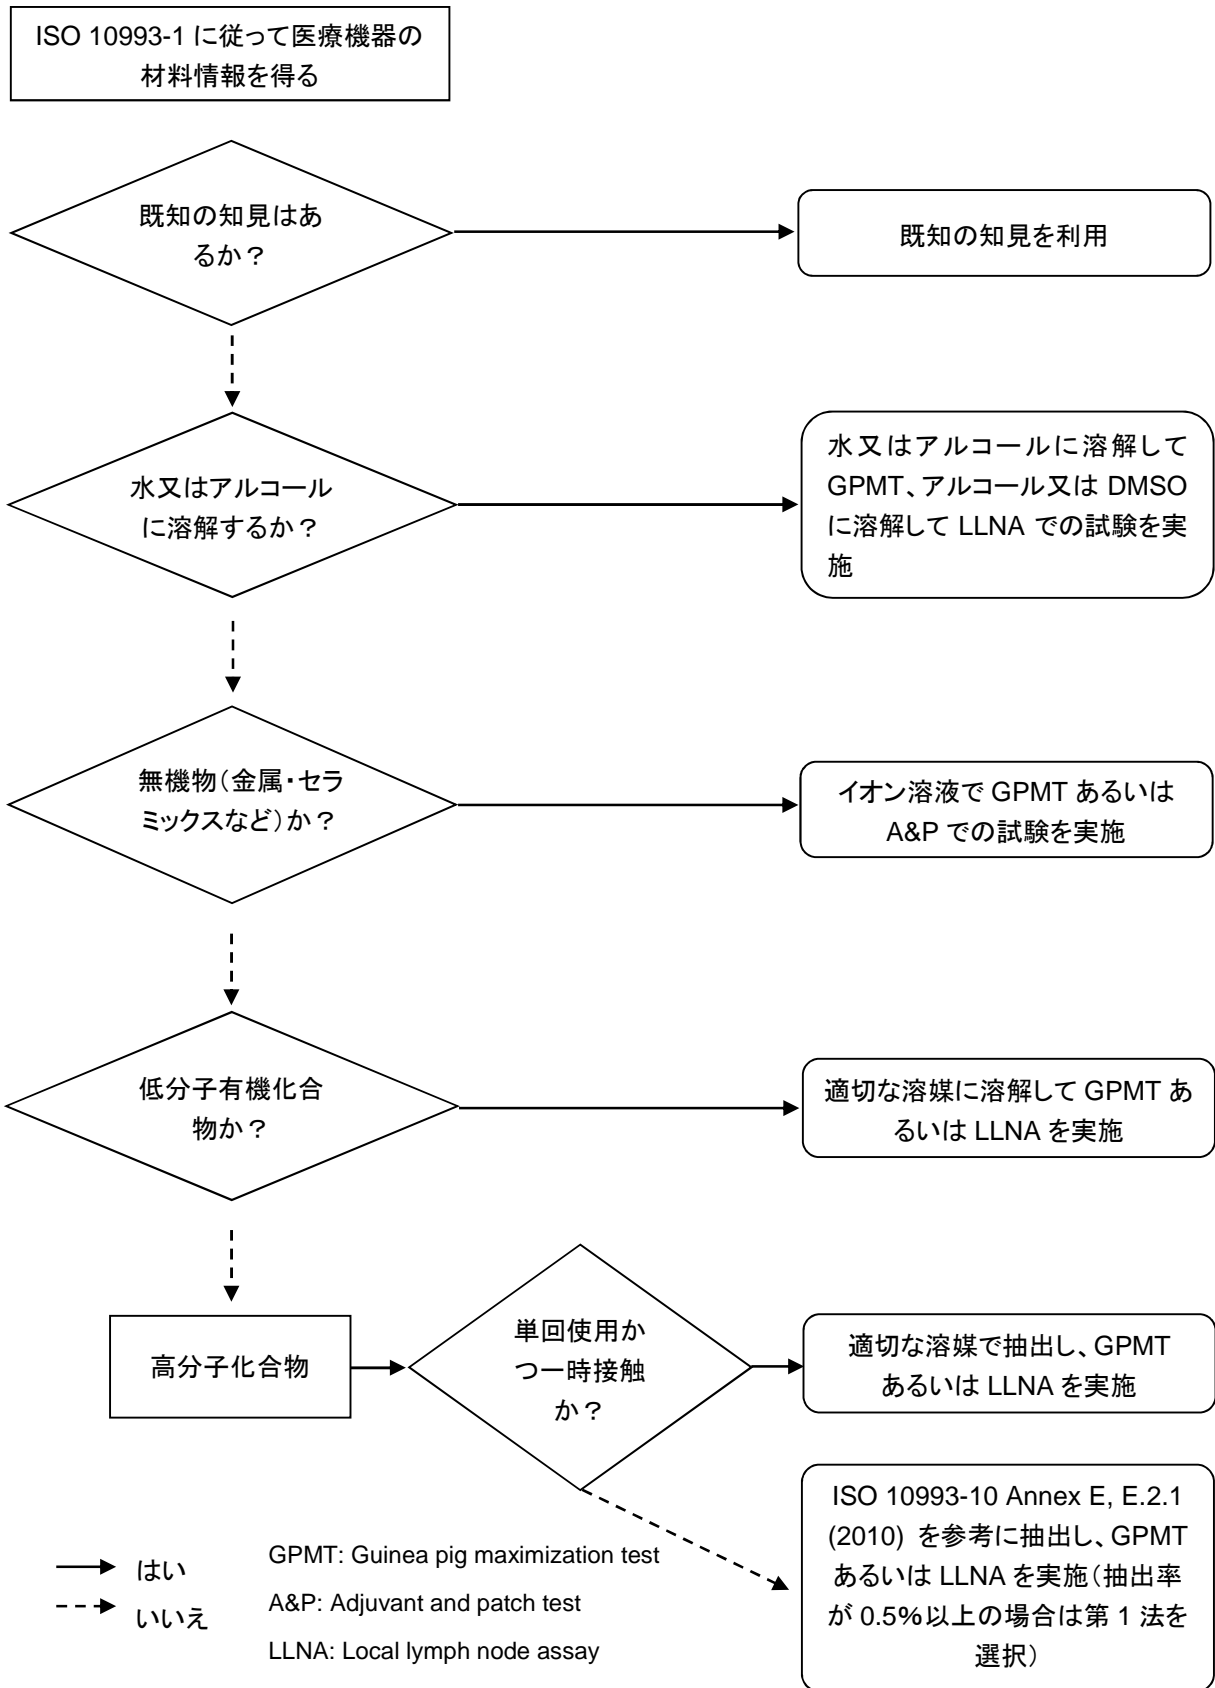 ISO 10993-1 に従って医療機器の
材料情報を得る
既知の知見はあ
るか？
既知の知見を利用
水又はアルコール
に溶解するか？
水又はアルコールに溶解して
GPMT、アルコール又は DMSO
に溶解して LLNA での試験を実
施
無機物（金属・セラ
ミックスなど）か？
イオン溶液で GPMT あるいは
A&P での試験を実施
低分子有機化合
物か？
適切な溶媒に溶解して GPMT あ
るいは LLNA を実施
高分子化合物
単回使用か
つ一時接触
か？
適切な溶媒で抽出し、GPMT
あるいは LLNA を実施
ISO 10993-10 Annex E, E.2.1
(2010) を参考に抽出し、GPMT
あるいは LLNA を実施（抽出率
が 0.5%以上の場合は第 1 法を
選択）
はい
いいえ
GPMT: Guinea pig maximization test
A&P: Adjuvant and patch test
LLNA: Local lymph node assay